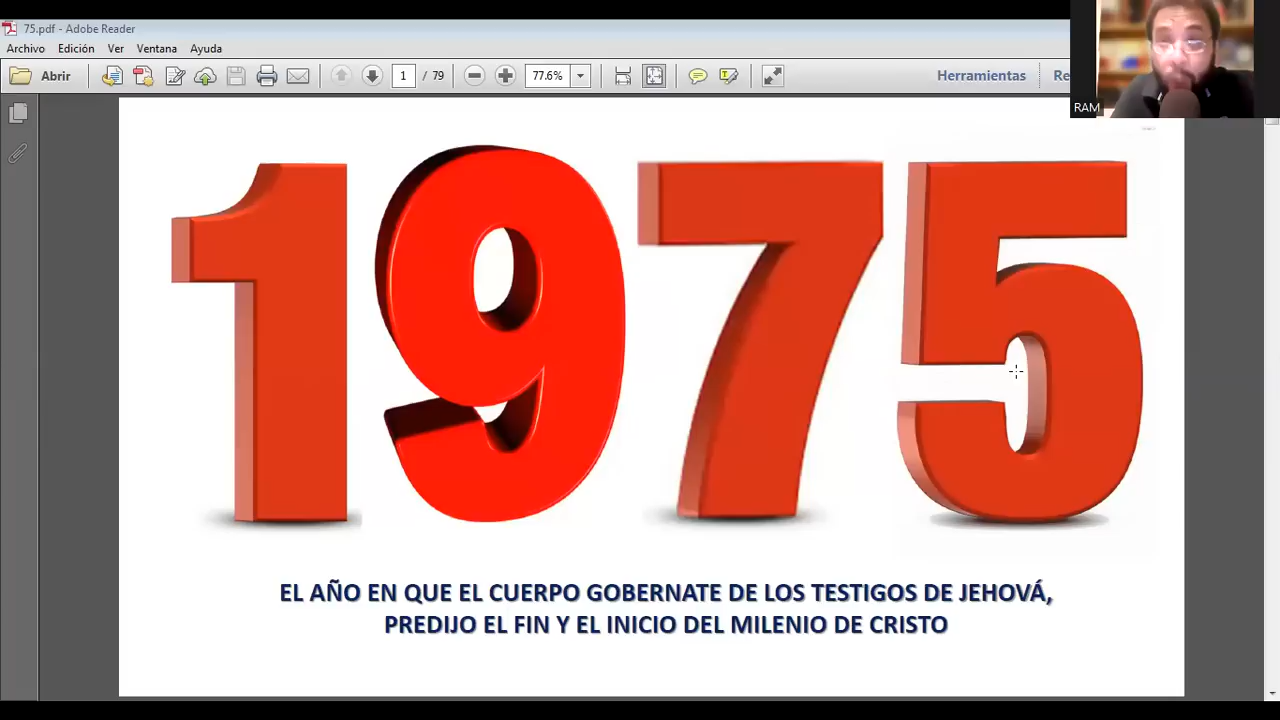 75.pdf - Adobe Reader
Archivo Edición Ver Ventana Ayuda
Abrir 1 / 79 77.6% Herramientas Re
RAM
1975
EL AÑO EN QUE EL CUERPO GOBERNATE DE LOS TESTIGOS DE JEHOVÁ,
PREDIJO EL FIN Y EL INICIO DEL MILENIO DE CRISTO